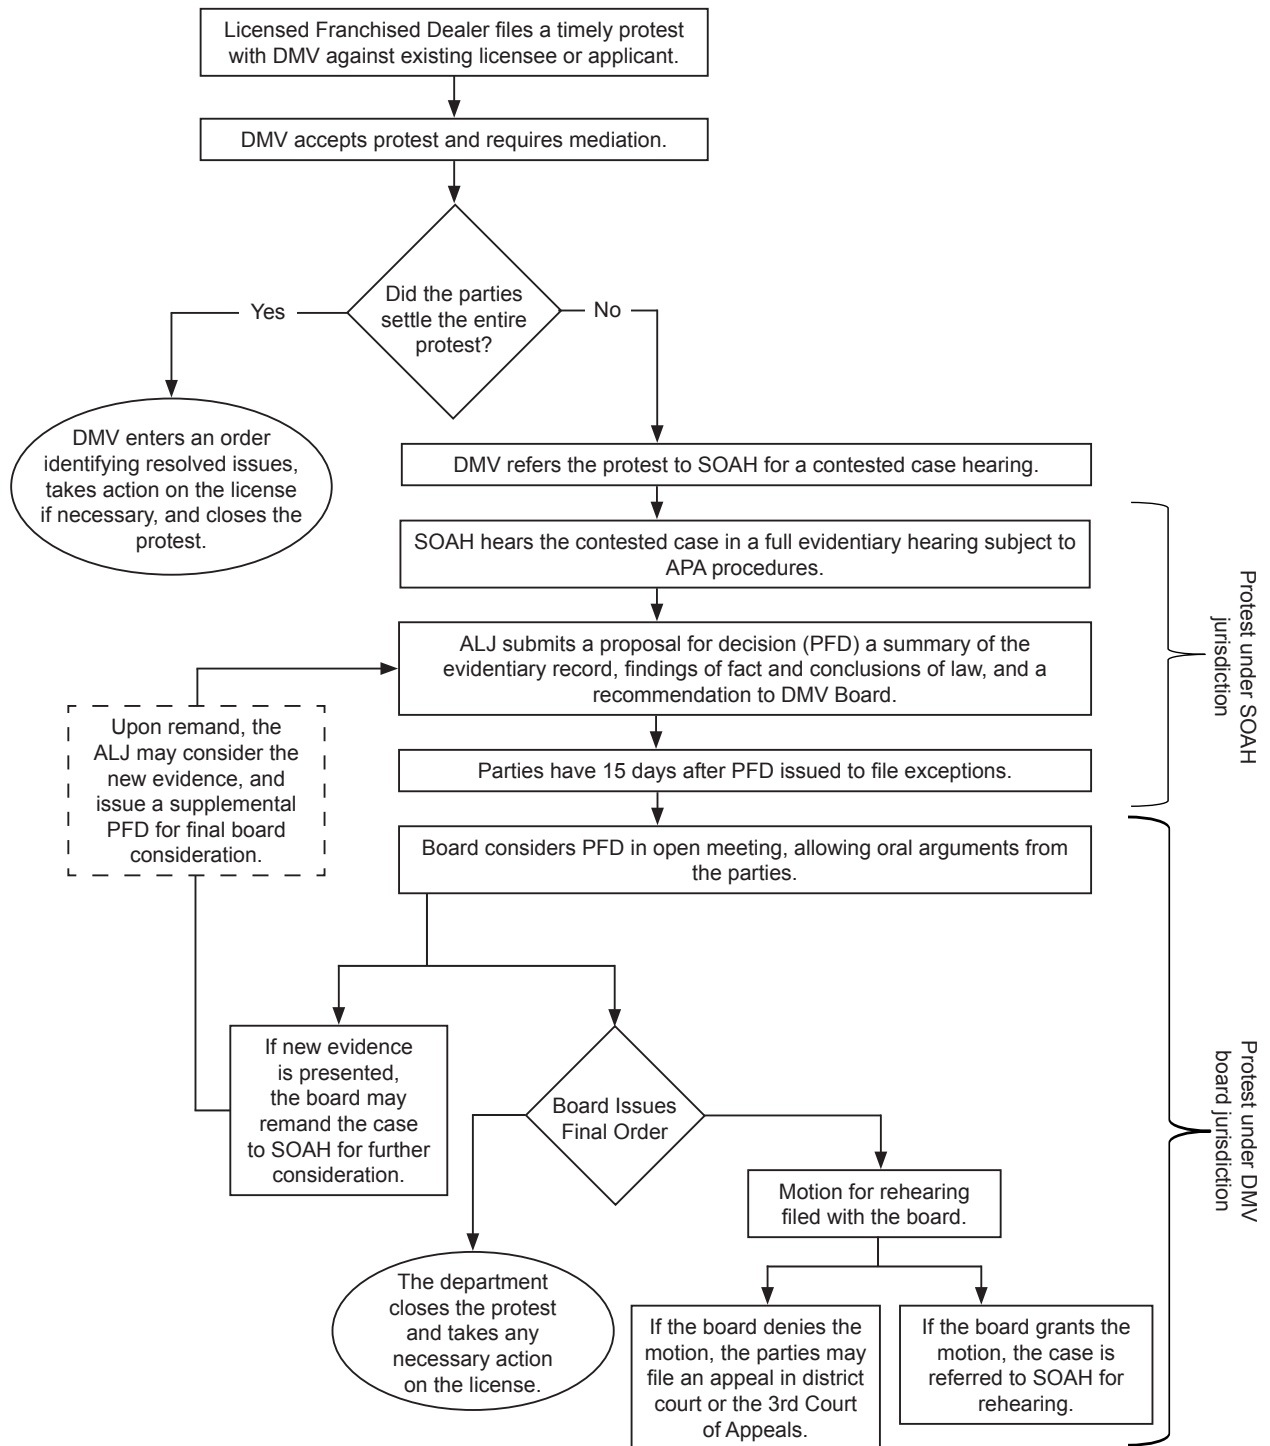 Licensed Franchised Dealer files a timely protest
with DMV against existing licensee or applicant.
DMV accepts protest and requires mediation.
Did the parties
settle the entire
protest?
Yes
No
DMV enters an order
identifying resolved issues,
takes action on the license
if necessary, and closes the
protest.
DMV refers the protest to SOAH for a contested case hearing.
SOAH hears the contested case in a full evidentiary hearing subject to
APA procedures.
ALJ submits a proposal for decision (PFD) a summary of the
evidentiary record, findings of fact and conclusions of law, and a
recommendation to DMV Board.
Parties have 15 days after PFD issued to file exceptions.
Protest under SOAH
jurisdiction
Upon remand, the
ALJ may consider the
new evidence, and
issue a supplemental
PFD for final board
consideration.
Board considers PFD in open meeting, allowing oral arguments from
the parties.
If new evidence
is presented,
the board may
remand the case
to SOAH for further
consideration.
Board Issues
Final Order
Protest under DMV
board jurisdiction
Motion for rehearing
filed with the board.
The department
closes the protest
and takes any
necessary action
on the license.
If the board denies the
motion, the parties may
file an appeal in district
court or the 3rd Court
of Appeals.
If the board grants the
motion, the case is
referred to SOAH for
rehearing.